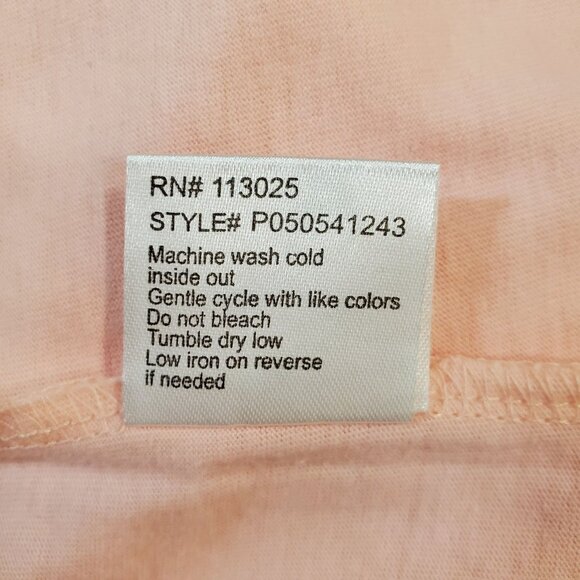 RN# 113025
STYLE# P050541243
Machine wash cold
inside out
Gentle cycle with like colors
Do not bleach
Tumble dry low
Low iron on reverse
if needed